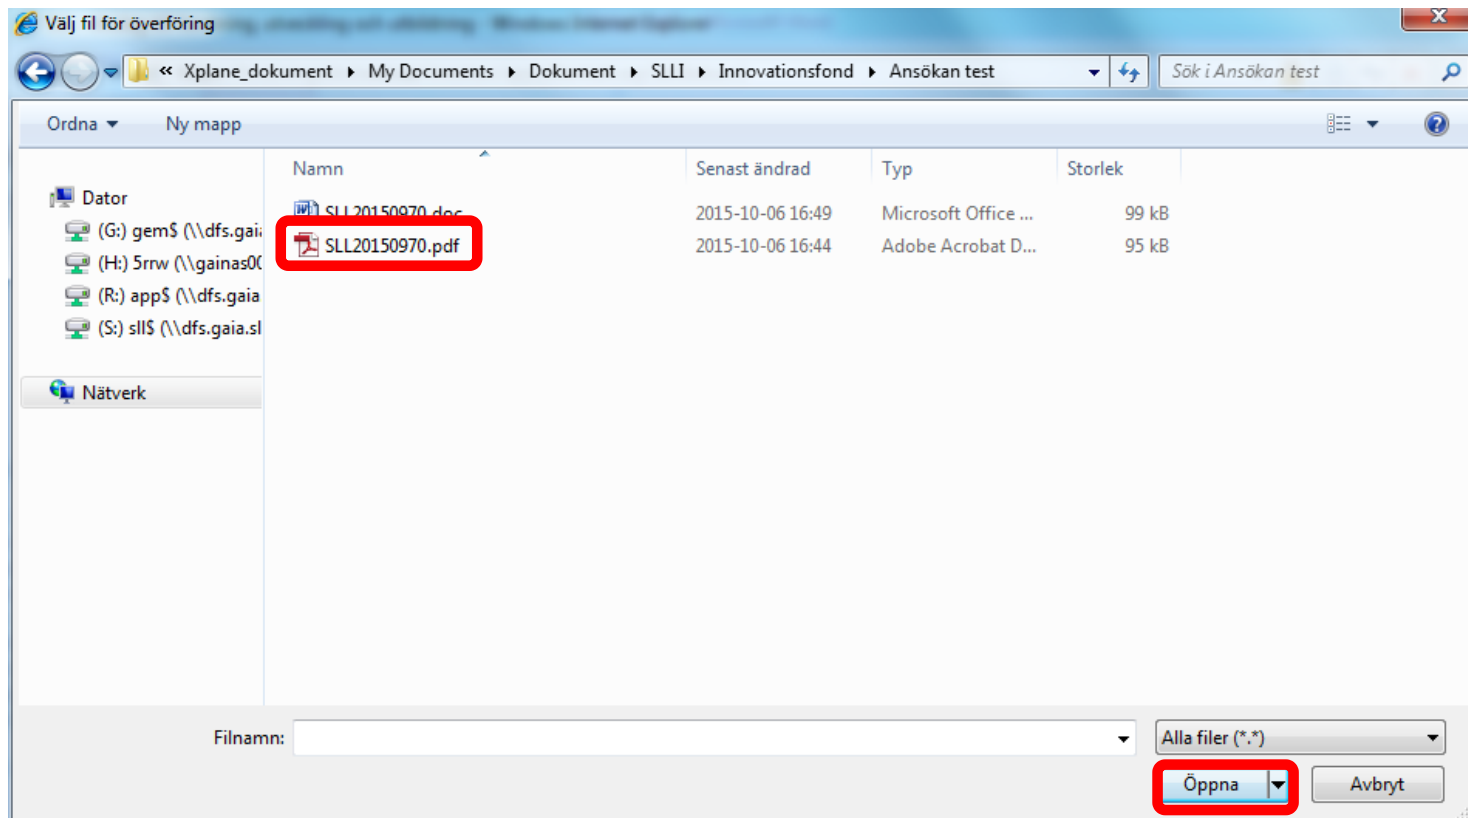 Välj fil för överföring
« Xplane_dokument ▸ My Documents ▸ Dokument ▸ SLLI ▸ Innovationsfond ▸ Ansökan test
Sök i Ansökan test
Ordna ▾ Ny mapp
Namn Senast ändrad Typ Storlek
Dator
(G:) gem$ (\\dfs.gai
(H:) 5rrw (\\gainas0
(R:) app$ (\\dfs.gaia
(S:) sll$ (\\dfs.gaia.sl
Nätverk
SLL20150970.doc 2015-10-06 16:49 Microsoft Office ... 99 kB
SLL20150970.pdf 2015-10-06 16:44 Adobe Acrobat D... 95 kB
Filnamn:
Alla filer (*.*)
Öppna Avbryt